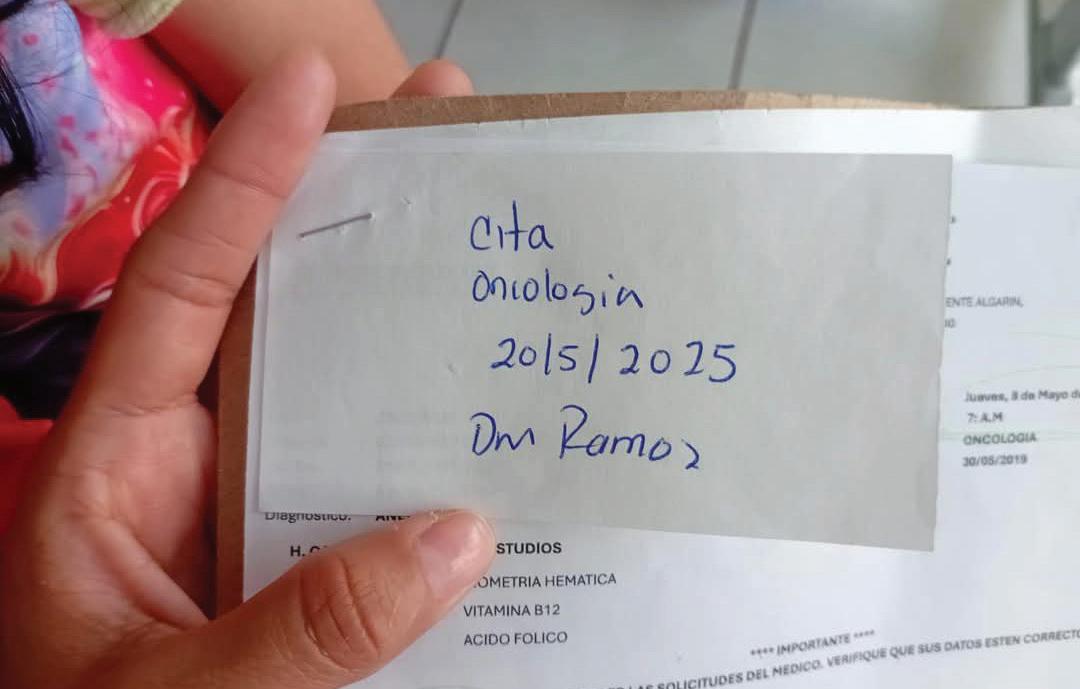 Cita
Oncologia
20/5/2025
Dra Ramos
ENTE ALGARIN,
Jueves, 8 de Mayo d
7: A.M
ONCOLOGIA
30/05/2019
Diagnostico:
STUDIOS
OMETRIA HEMATICA
VITAMINA B12
ACIDO FOLICO
**** IMPORTANTE ****
LAS SOLICITUDES DEL MEDICO. VERIFIQUE QUE SUS DATOS ESTEN CORRECTO